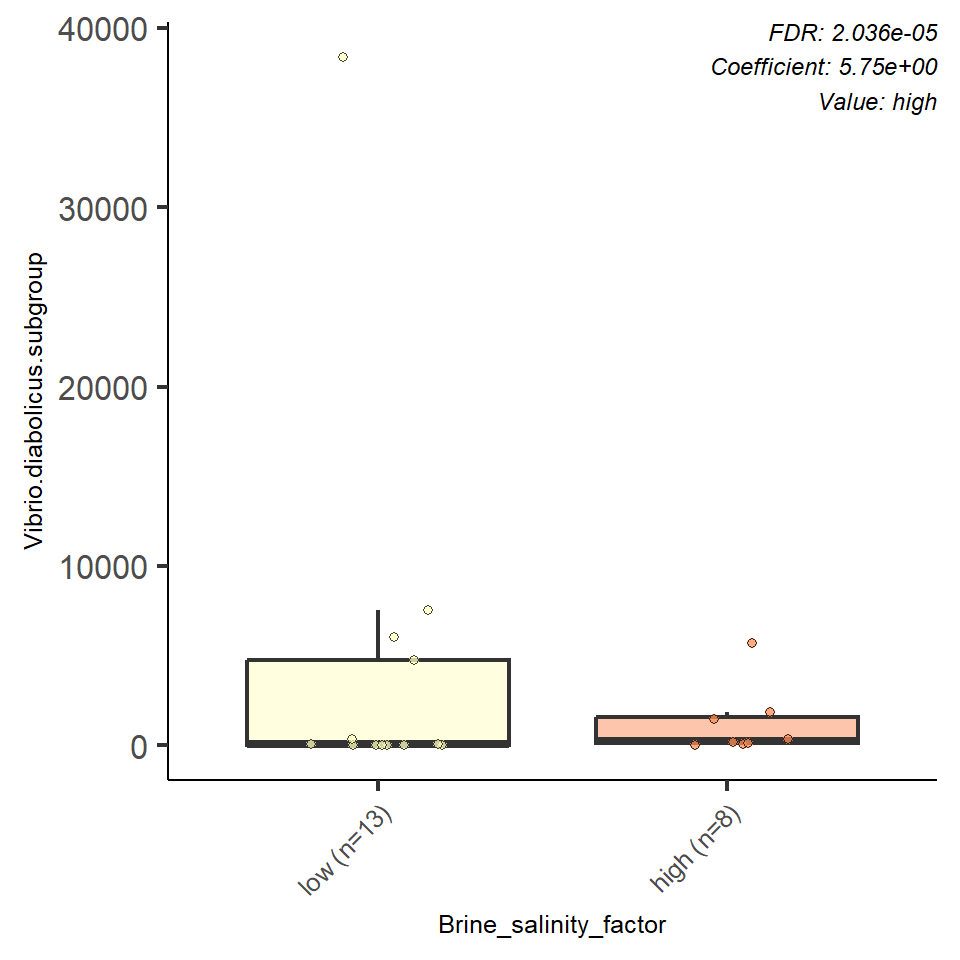 FDR: 2.036e-05
Coefficient: 5.75e+00
Value: high
40000
30000
20000
10000
0
Vibrio.diabolicus.subgroup
low (n=13)
high (n=8)
Brine_salinity_factor